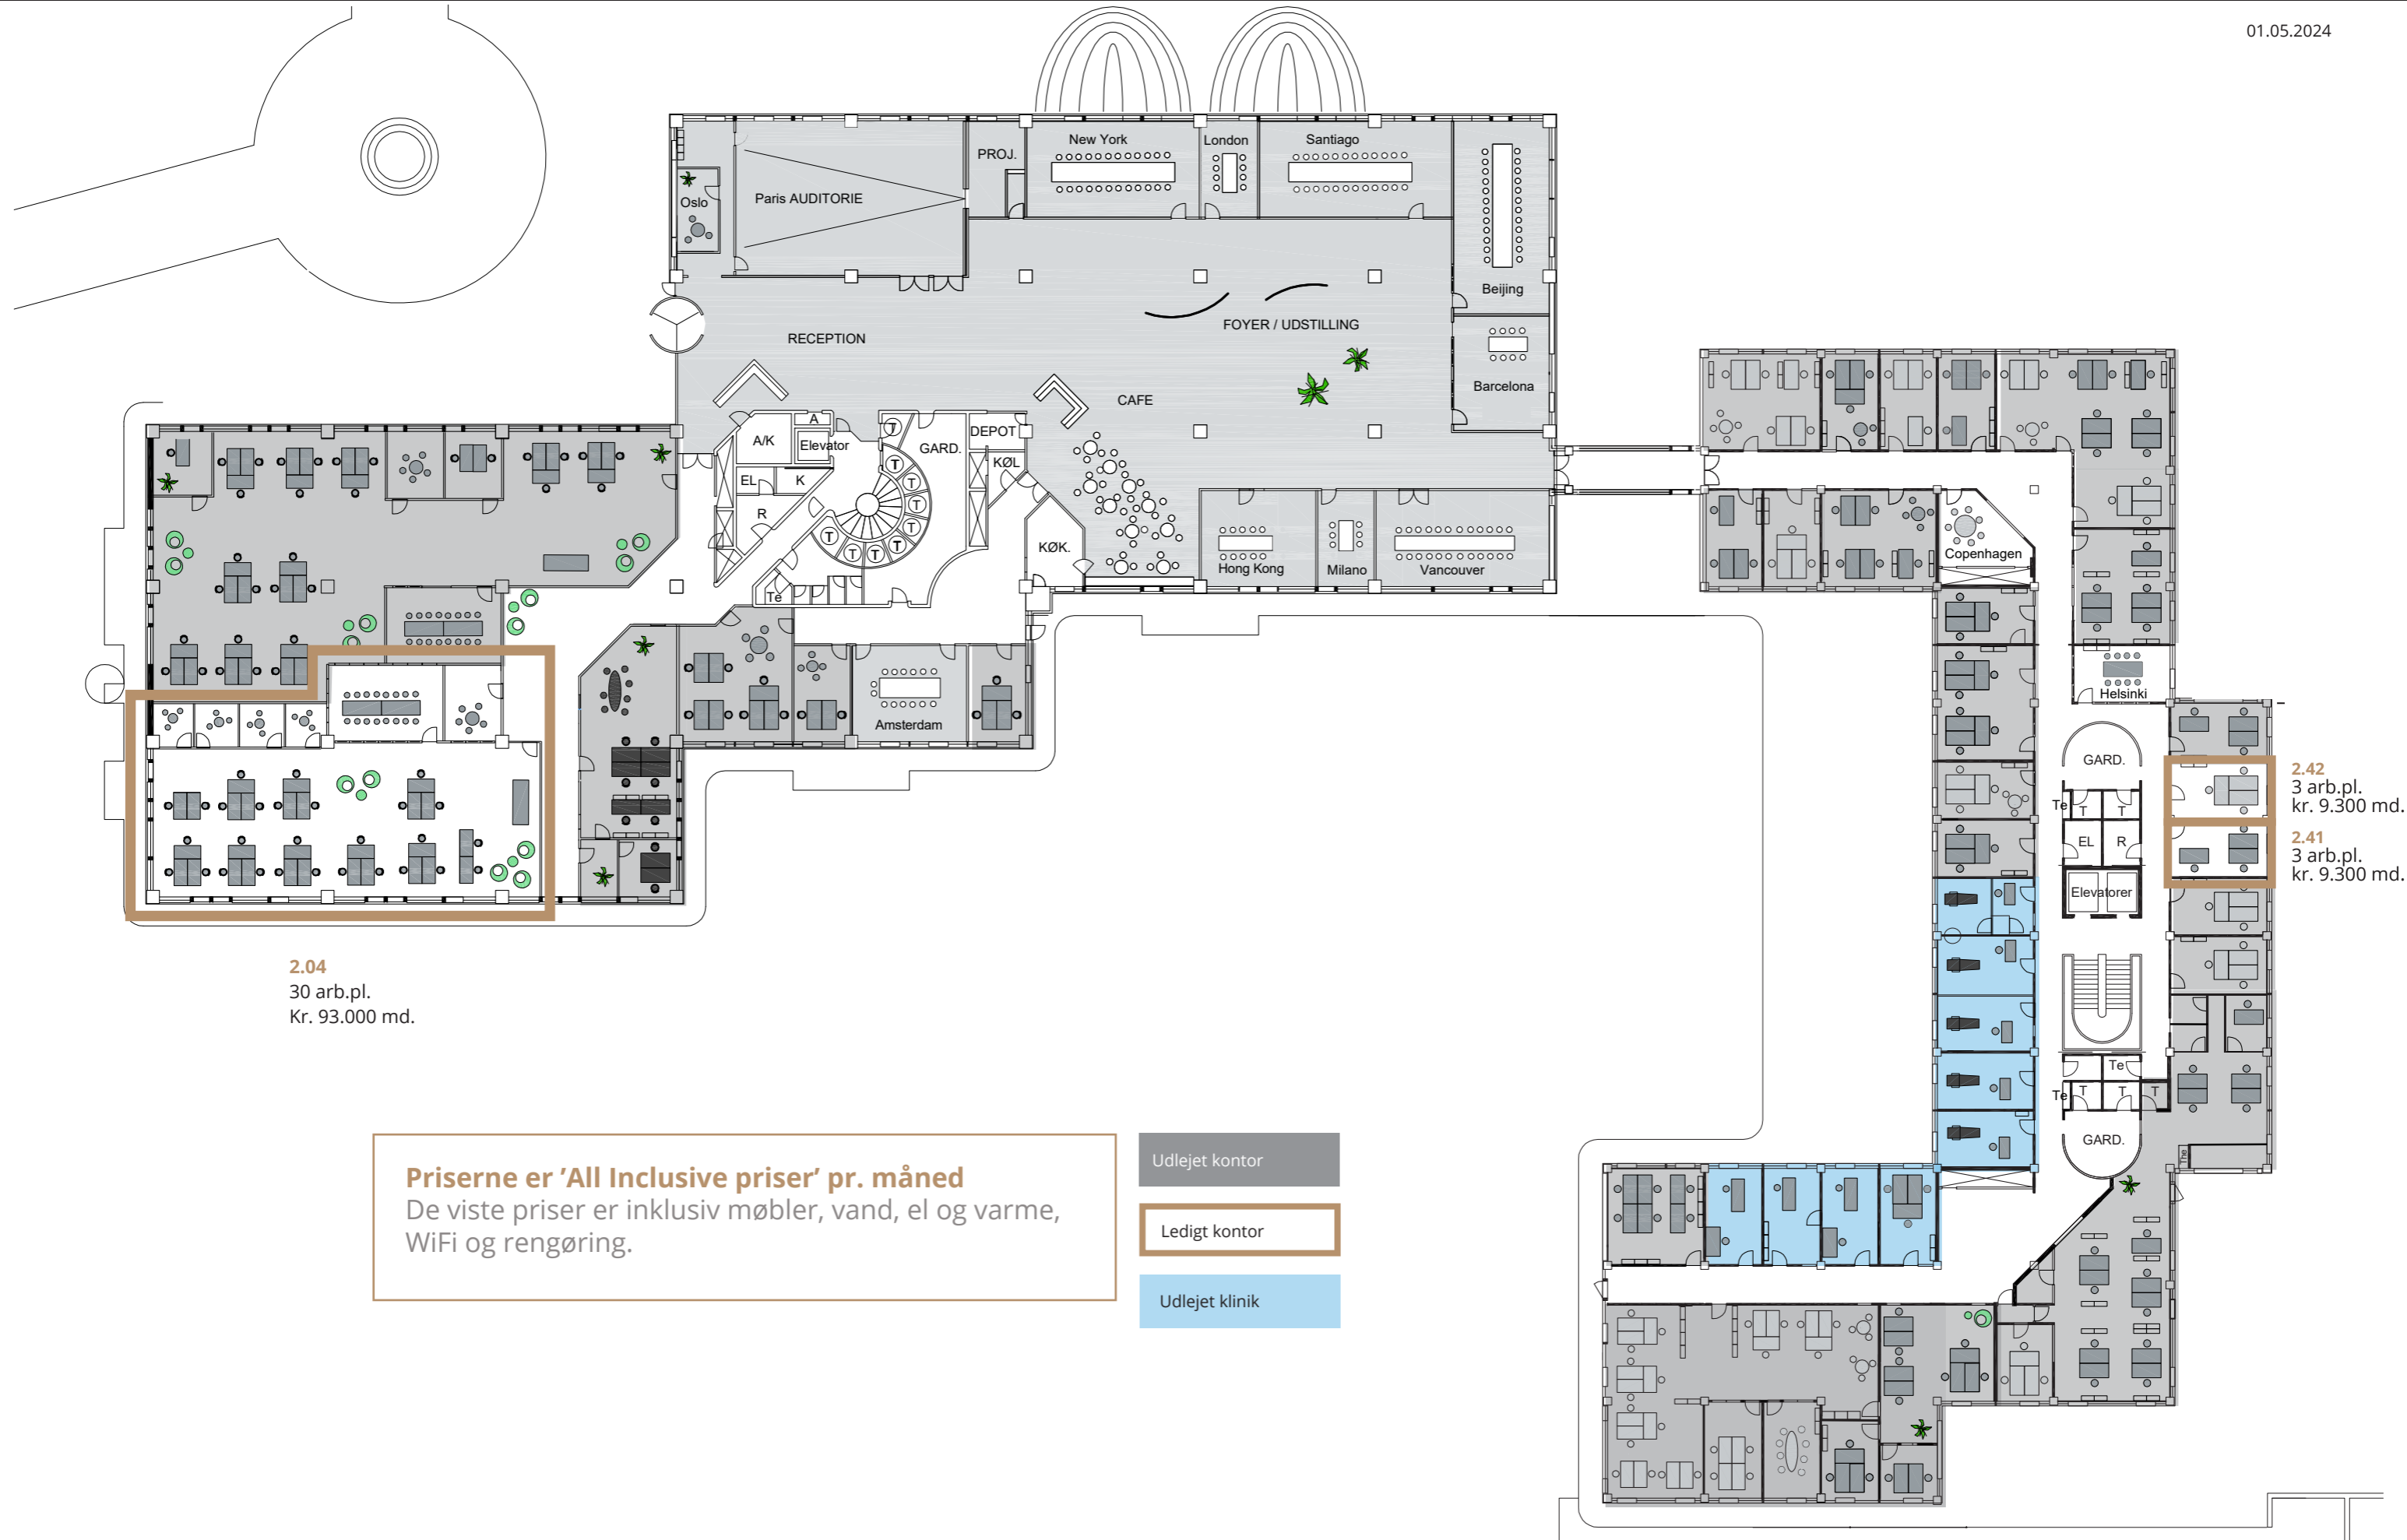 01.05.2024
New York
London
Santiago
PROJ.
Oslo
Paris AUDITORIE
Beijing
RECEPTION
FOYER / UDSTILLING
Barcelona
CAFE
A
A/K
Elevator
T
GARD.
DEPOT
KØL
EL
K
R
T
T
T
T
T
T
T
T
KØK.
Te
Hong Kong
Milano
Vancouver
Copenhagen
Helsinki
Amsterdam
GARD.
Te
T
T
EL
R
Elevatorer
2.42
3 arb.pl.
kr. 9.300 md.
2.41
3 arb.pl.
kr. 9.300 md.
2.04
30 arb.pl.
Kr. 93.000 md.
Te
Te
T
T
T
GARD.
The
Priserne er ’All Inclusive priser’ pr. måned
De viste priser er inklusiv møbler, vand, el og varme,
WiFi og rengøring.
Udlejet kontor
Ledigt kontor
Udlejet klinik